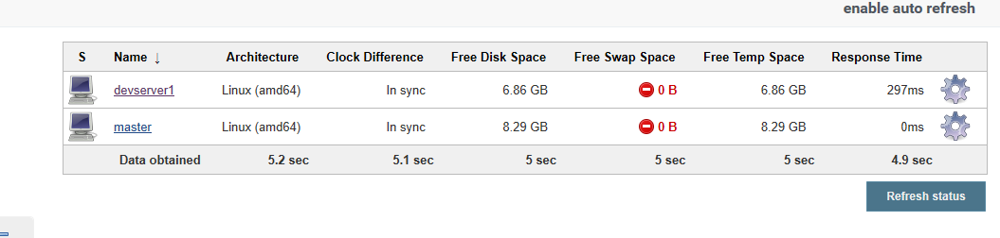 enable auto refresh
S Name ↓ Architecture Clock Difference Free Disk Space Free Swap Space Free Temp Space Response Time
devserver1 Linux (amd64) In sync 6.86 GB 0 B 6.86 GB 297ms
master Linux (amd64) In sync 8.29 GB 0 B 8.29 GB 0ms
Data obtained 5.2 sec 5.1 sec 5 sec 5 sec 5 sec 4.9 sec
Refresh status